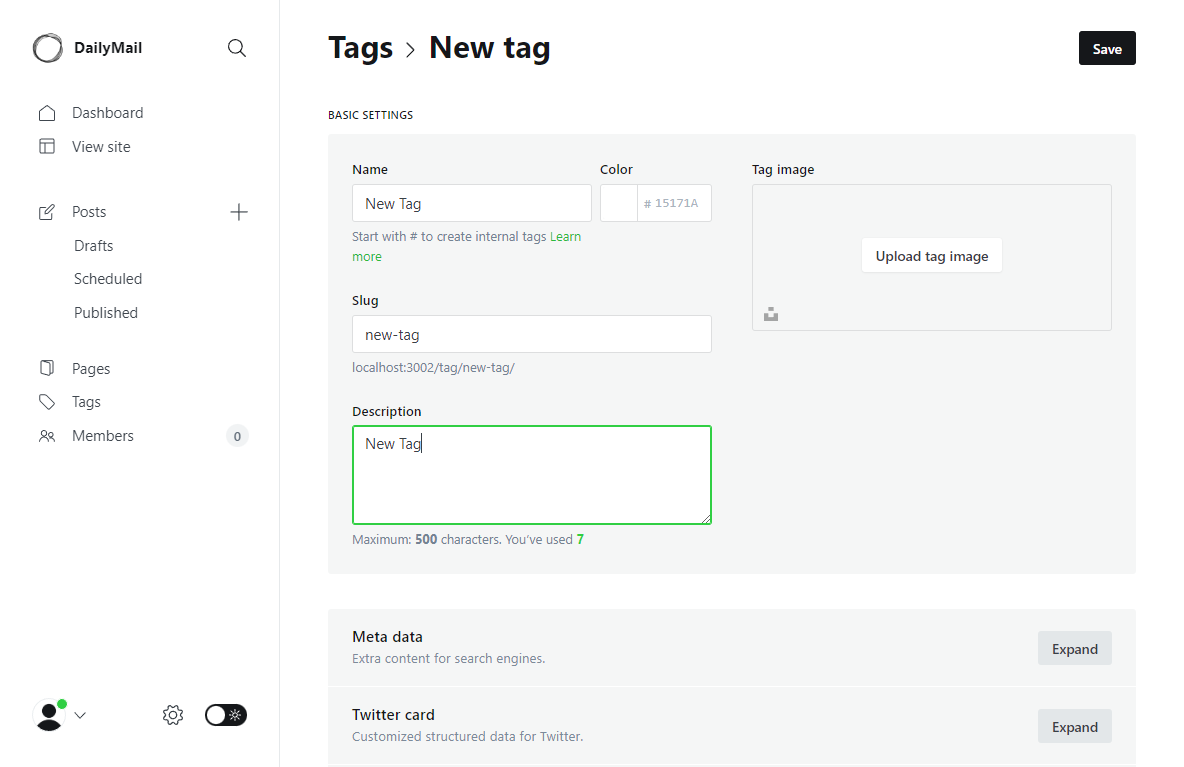 DailyMail
Dashboard
View site
Posts
Drafts
Scheduled
Published
Pages
Tags
Members 0
Tags > New tag
Save
BASIC SETTINGS
Name
New Tag
Color
# 15171A
Start with # to create internal tags Learn
more
Slug
new-tag
localhost:3002/tag/new-tag/
Description
New Tag
Maximum: 500 characters. You’ve used 7
Tag image
Upload tag image
Meta data
Extra content for search engines.
Expand
Twitter card
Customized structured data for Twitter.
Expand